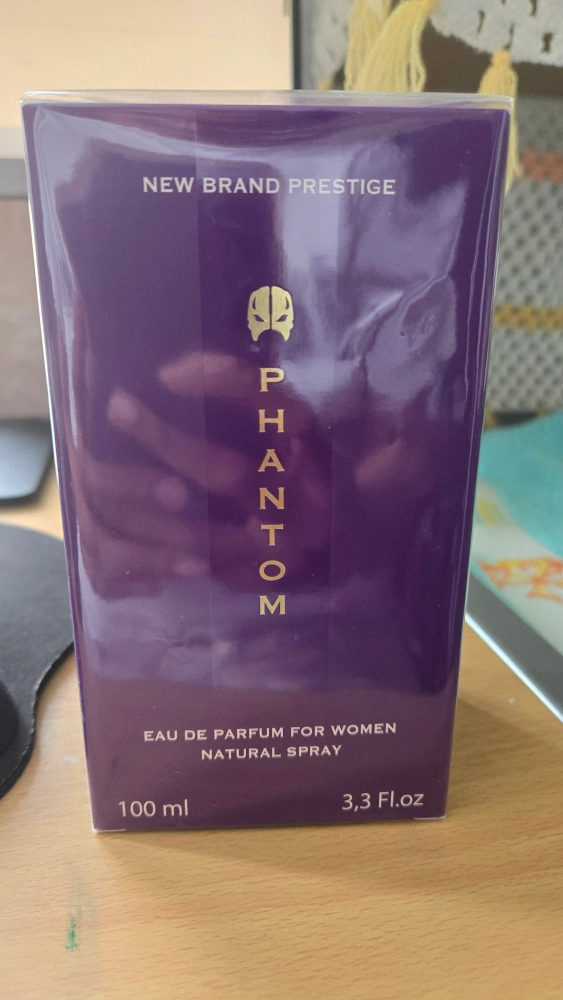 NEW BRAND PRESTIGE
PHANTOM
EAU DE PARFUM FOR WOMEN
NATURAL SPRAY
100 ml
3,3 Fl.oz